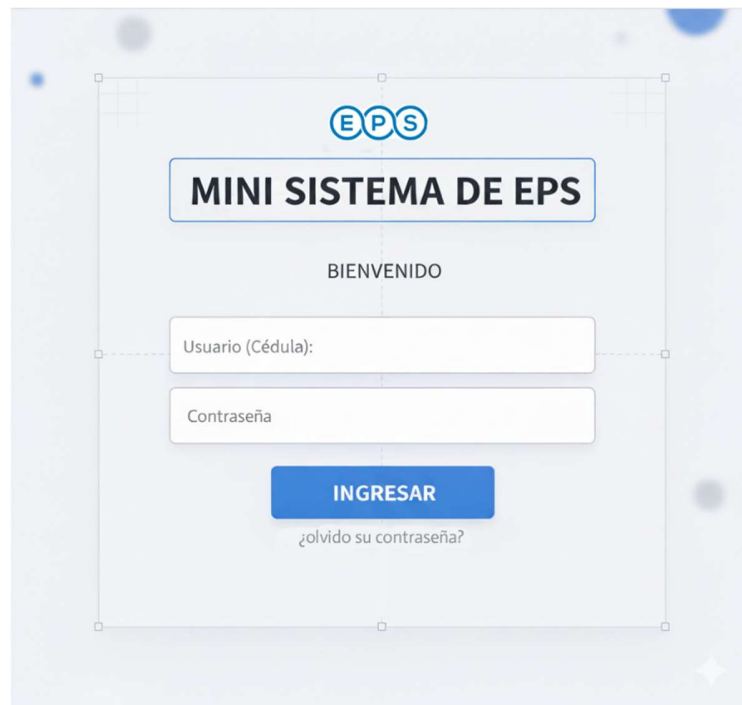 EPS
MINI SISTEMA DE EPS
BIENVENIDO
Usuario (Cédula):
Contraseña
INGRESAR
¿olvido su contraseña?